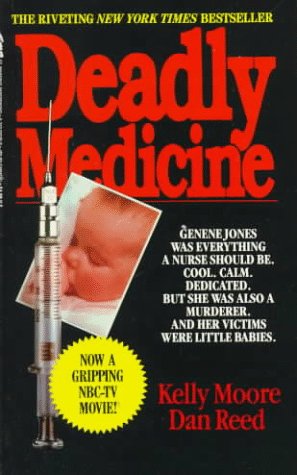 THE RIVETING NEW YORK TIMES BESTSELLER
Deadly
Medicine
GENENE JONES
WAS EVERYTHING
A NURSE SHOULD BE.
COOL. CALM.
DEDICATED.
BUT SHE WAS ALSO A
MURDERER.
AND HER VICTIMS
WERE LITTLE BABIES.
NOW A
GRIPPING
NBC-TV
MOVIE!
Kelly Moore
Dan Reed